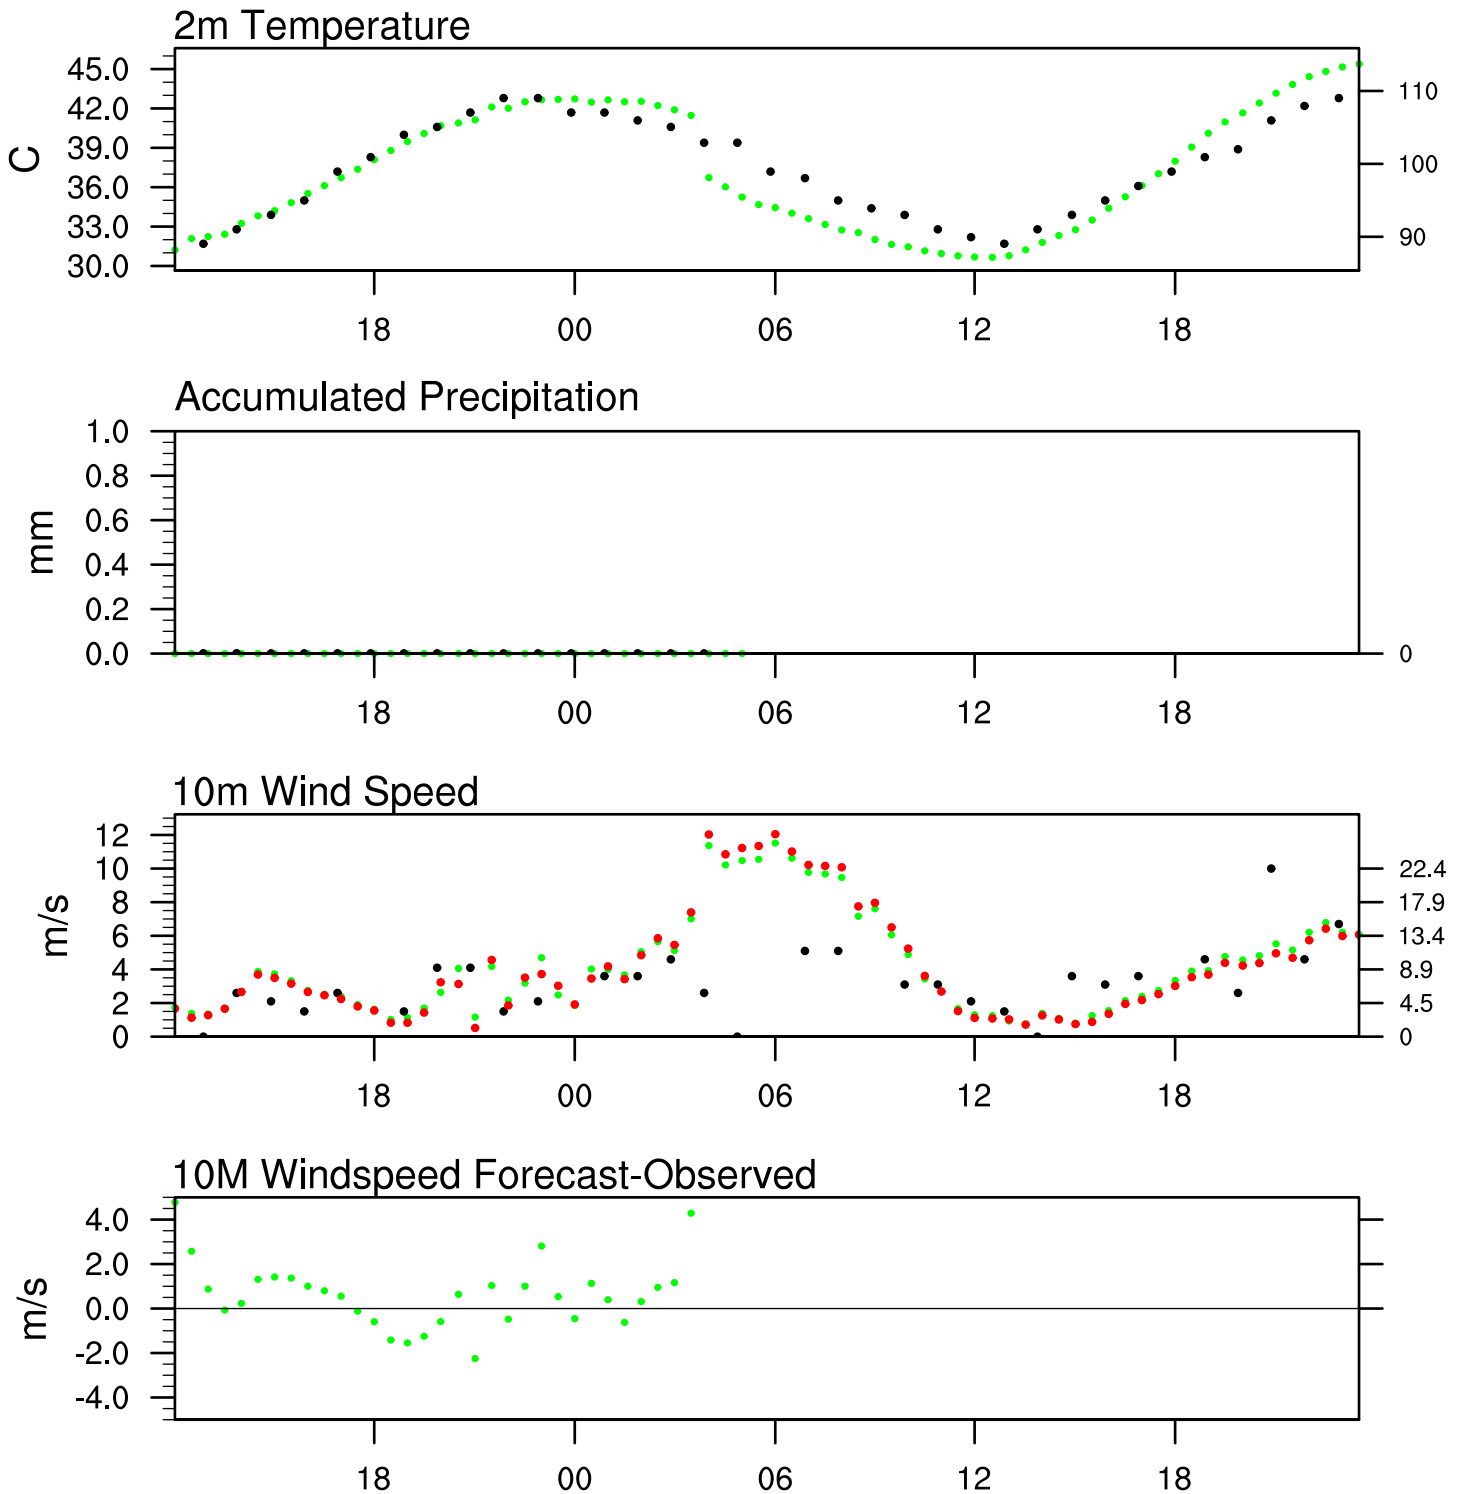 2m Temperature
45.0
42.0
39.0
36.0
33.0
30.0
C
110
100
90
18 00 06 12 18
Accumulated Precipitation
1.0
0.8
0.6
0.4
0.2
0.0
mm
0
18 00 06 12 18
10m Wind Speed
12
10
8
6
4
2
0
m/s
22.4
17.9
13.4
8.9
4.5
0
18 00 06 12 18
10M Windspeed Forecast-Observed
4.0
2.0
0.0
-2.0
-4.0
m/s
18 00 06 12 18